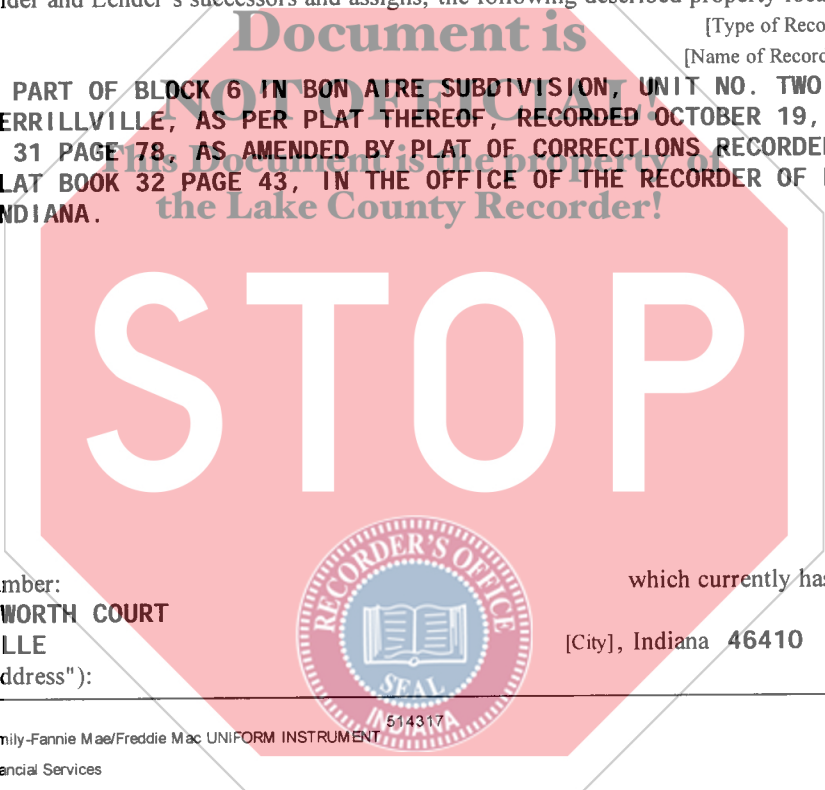 der and Lender's successors and assigns, the following described property
Document is
[Type of Reco
NOT OFFICIAL!
[Name of Record
PART OF BLOCK 6 IN BON AIRE SUBDIVISION, UNIT NO. TWO
ERRILLVILLE, AS PER PLAT THEREOF, RECORDED OCTOBER 19,
31 PAGE 78, AS AMENDED BY PLAT OF CORRECTIONS RECORDE
This Document is the property of
LAT BOOK 32 PAGE 43, IN THE OFFICE OF THE RECORDER OF
NDIANA.
the Lake County Recorder!
STOP
RECORDER'S OFFICE
SEAL
INDIANA
mber:
which currently has
WORTH COURT
LLE
[City], Indiana 46410
ddress"):
514317
mily-Fannie Mae/Freddie Mac UNIFORM INSTRUMENT
ancial Services